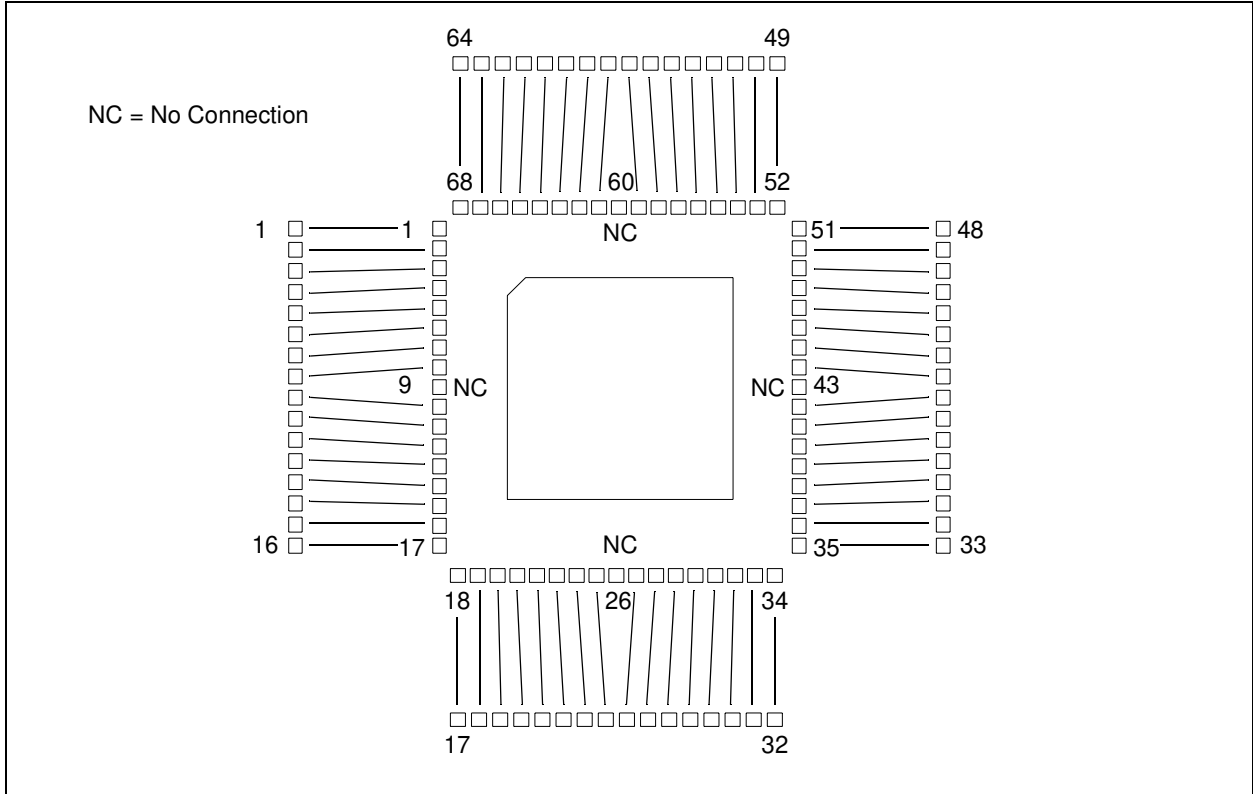 64 49
NC = No Connection
68 60 52
1 1 NC 51 48
9 NC NC 43
16 17 NC 35 33
18 26 34
17 32